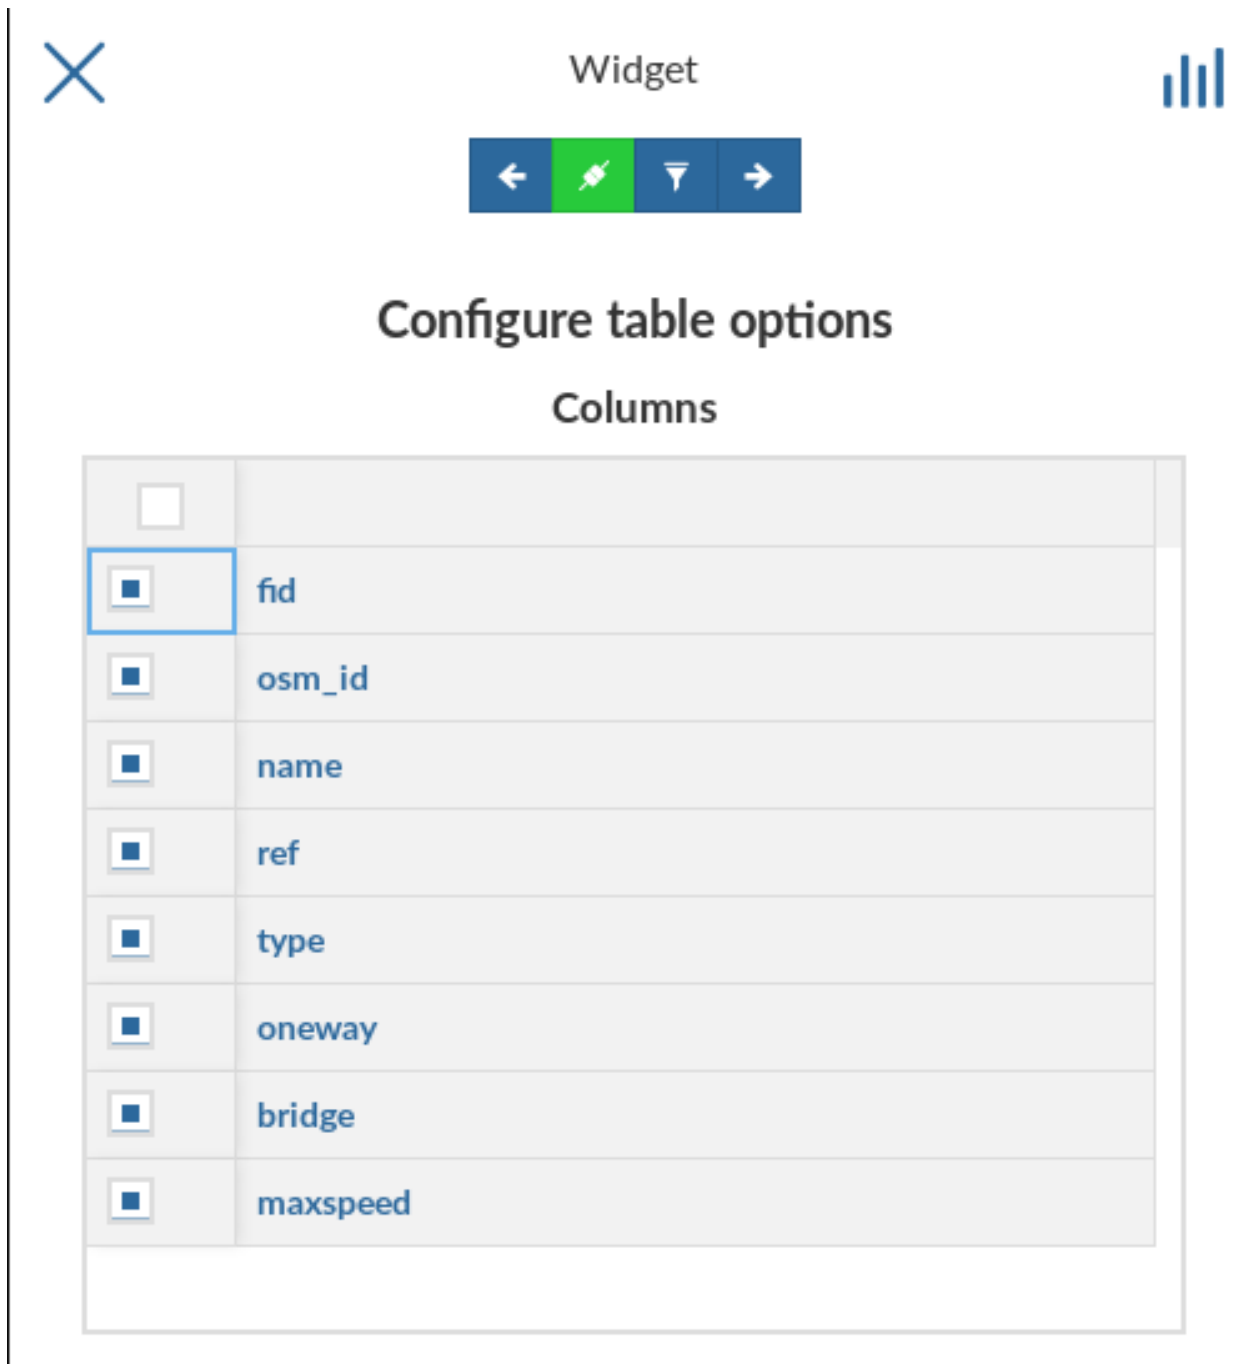 Widget
Configure table options
Columns
fid
osm_id
name
ref
type
oneway
bridge
maxspeed